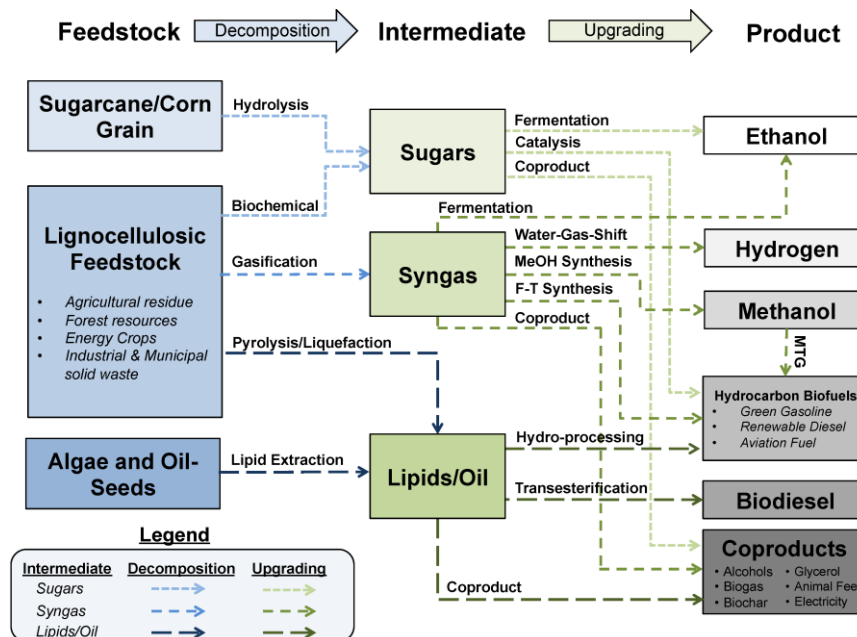 Feedstock
Decomposition
Intermediate
Upgrading
Product
Sugarcane/Corn
Grain
Hydrolysis
Sugars
Fermentation
Catalysis
Coproduct
Ethanol
Biochemical
Lignocellulosic
Feedstock
• Agricultural residue
• Forest resources
• Energy Crops
• Industrial & Municipal
solid waste
Gasification
Fermentation
Syngas
Water-Gas-Shift
MeOH Synthesis
F-T Synthesis
Coproduct
Hydrogen
Methanol
MTG
Pyrolysis/Liquefaction
Hydrocarbon Biofuels
• Green Gasoline
• Renewable Diesel
• Aviation Fuel
Algae and Oil-
Seeds
Lipid Extraction
Lipids/Oil
Hydro-processing
Transesterification
Coproduct
Biodiesel
Coproducts
• Alcohols • Glycerol
• Biogas • Animal Fee
• Biochar • Electricity
Legend
Intermediate Decomposition Upgrading
Sugars
Syngas
Lipids/Oil